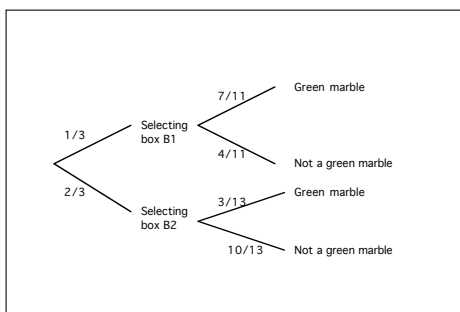 7/11
Green marble
1/3
Selecting
box B1
4/11
Not a green marble
2/3
Green marble
3/13
Selecting
box B2
10/13
Not a green marble